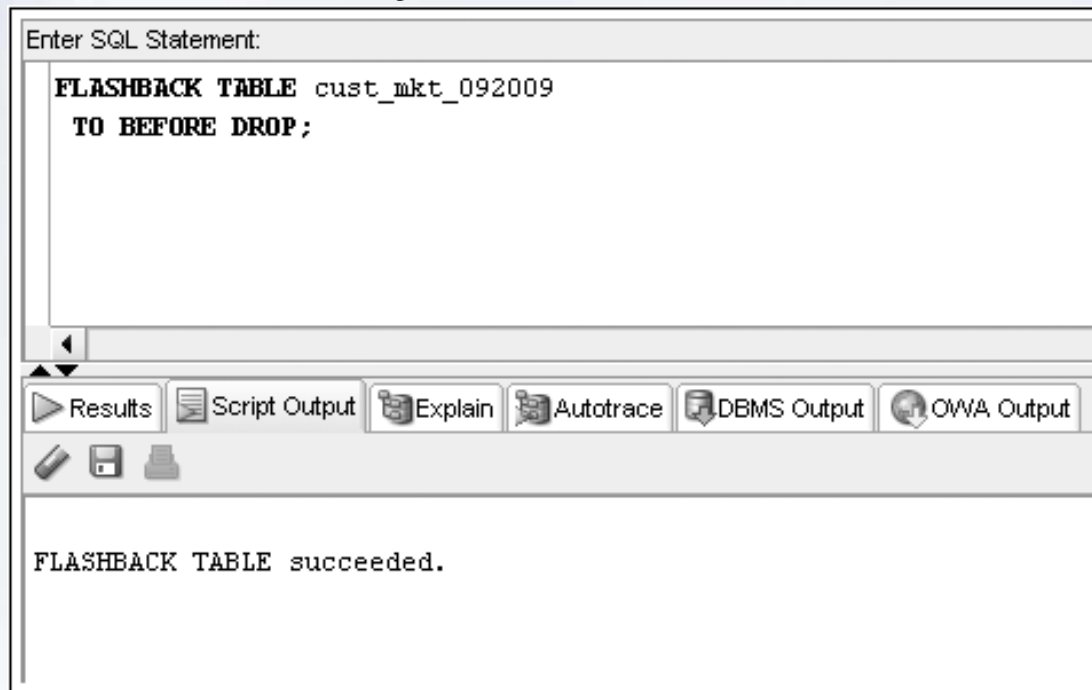 Enter SQL Statement:
FLASHBACK TABLE cust_mkt_092009
TO BEFORE DROP;
Results Script Output Explain Autotrace DBMS Output OWA Output
FLASHBACK TABLE succeeded.